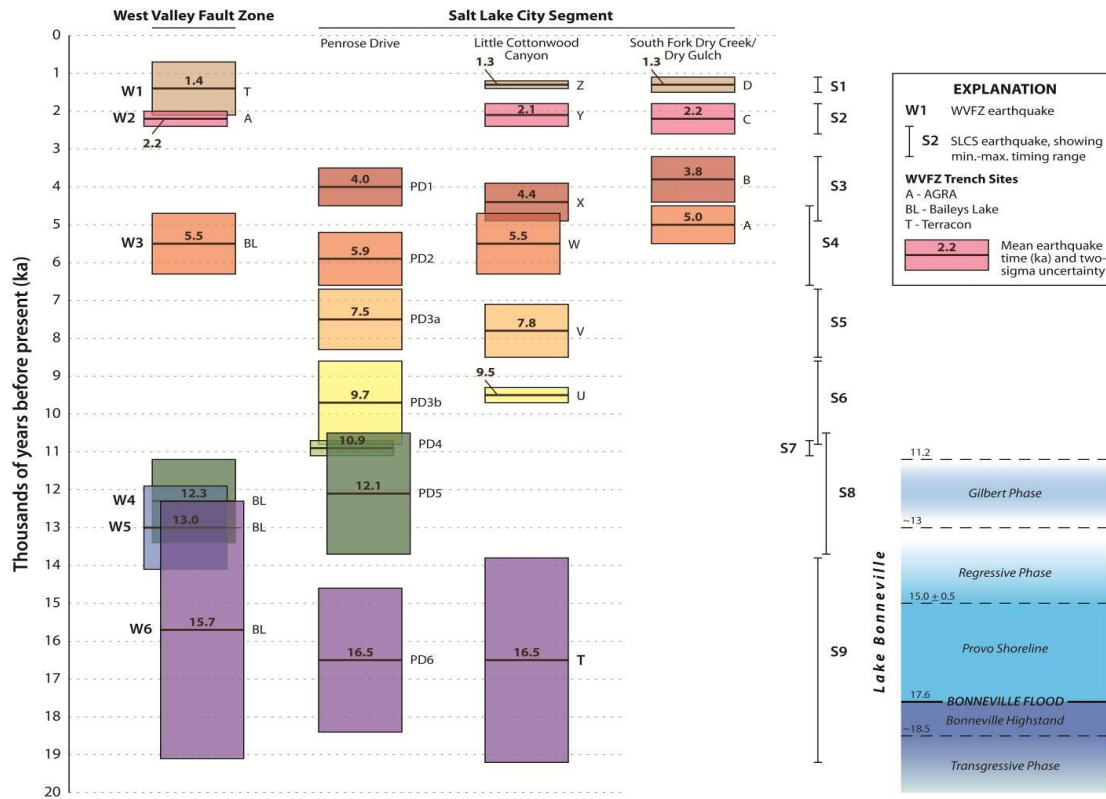 West Valley Fault Zone
Salt Lake City Segment
Penrose Drive
Little Cottonwood
Canyon
South Fork Dry Creek/
Dry Gulch
Thousands of years before present (ka)
0
1
2
3
4
5
6
7
8
9
10
11
12
13
14
15
16
17
18
19
20
W1
1.4
T
W2
A
2.2
W3
5.5
BL
W4
12.3
BL
W5
13.0
BL
W6
15.7
BL
4.0
PD1
5.9
PD2
7.5
PD3a
9.7
PD3b
10.9
PD4
12.1
PD5
16.5
PD6
1.3
Z
2.1
Y
4.4
X
5.5
W
7.8
V
9.5
U
16.5
T
1.3
D
2.2
C
3.8
B
5.0
A
S1
S2
S3
S4
S5
S6
S7
S8
S9
EXPLANATION
W1 WVFZ earthquake
S2 SLCS earthquake, showing
min.-max. timing range
WVFZ Trench Sites
A - AGRA
BL - Baileys Lake
T - Terracon
2.2 Mean earthquake
time (ka) and two-
sigma uncertainty
Lake Bonneville
11.2
Gilbert Phase
~13
Regressive Phase
15.0 ± 0.5
Provo Shoreline
17.6 BONNEVILLE FLOOD
Bonneville Highstand
~18.5
Transgressive Phase